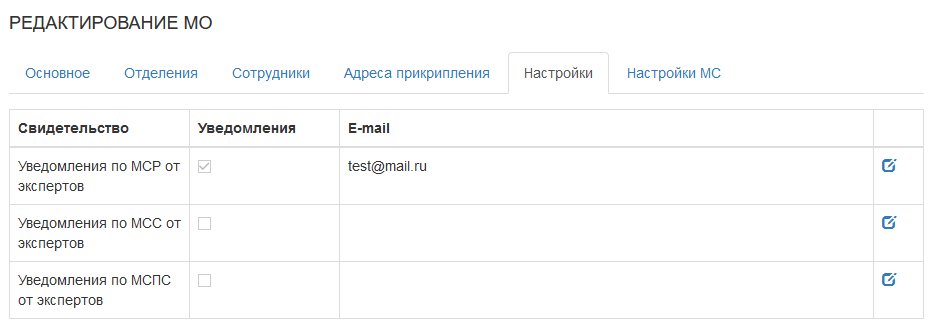 РЕДАКТИРОВАНИЕ МО
Основное Отделения Сотрудники Адреса прикрипления Настройки Настройки МС
Свидетельство Уведомления E-mail
Уведомления по МСР от test@mail.ru
экспертов
Уведомления по МСС от
экспертов
Уведомления по МСПС
от экспертов